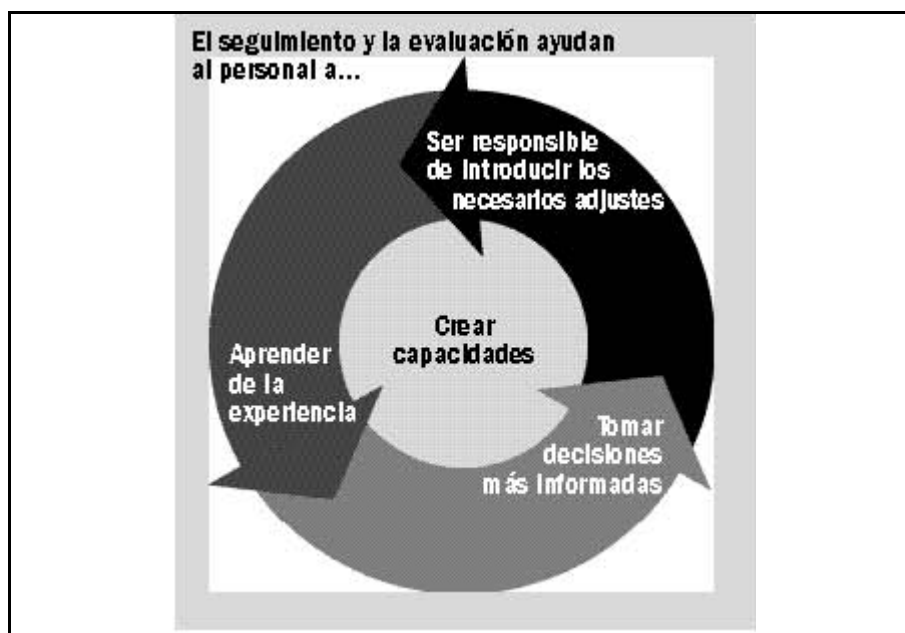 El seguimiento y la evaluación ayudan
al personal a...
Ser responsible
de introducir los
necesarios adjustes
Crear
capacidades
Aprender
de la
experiencia
Tomar
decisiones
más informadas